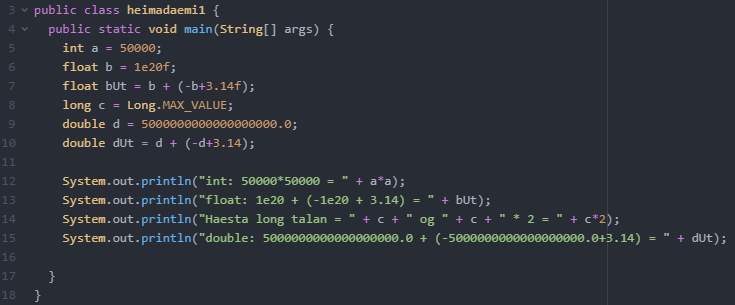 3 public class heimadaemi1 {
4 public static void main(String[] args) {
5 int a = 50000;
6 float b = 1e20f;
7 float bUt = b + (-b+3.14f);
8 long c = Long.MAX_VALUE;
9 double d = 5000000000000000000.0;
10 double dUt = d + (-d+3.14);
11
12 System.out.println("int: 50000*50000 = " + a*a);
13 System.out.println("float: 1e20 + (-1e20 + 3.14) = " + bUt);
14 System.out.println("Haesta long talan = " + c + " og " + c + " * 2 = " + c*2);
15 System.out.println("double: 5000000000000000000.0 + (-5000000000000000000.0+3.14) = " + dUt);
16
17 }
18 }